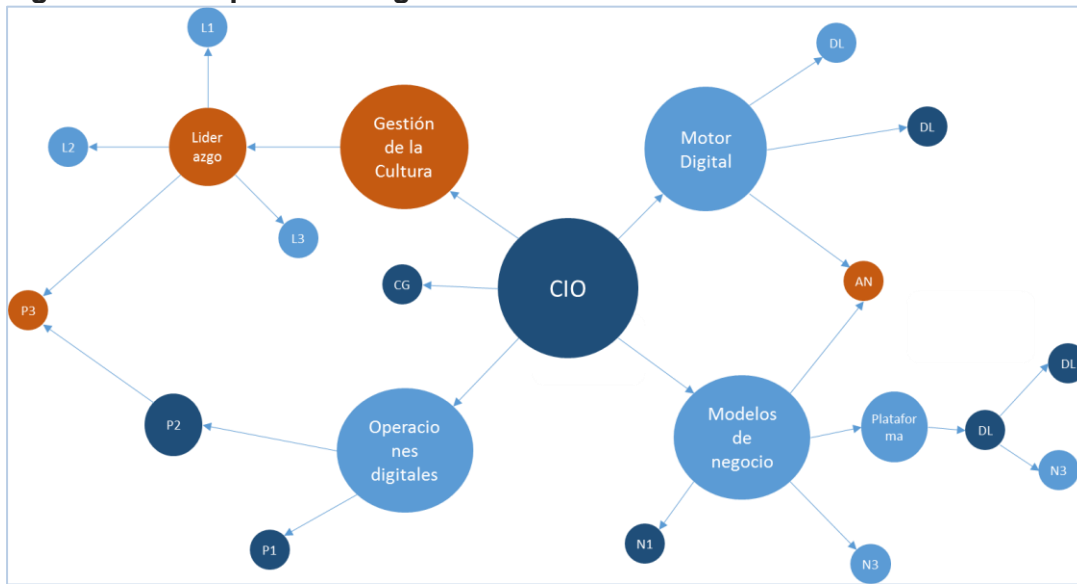 L1
DL
Lider
azgo
Gestión
de la
Cultura
Motor
Digital
DL
L2
L3
CG
CIO
AN
P3
DL
P2
Operacio
nes
digitales
Modelos
de
negocio
Platafor
ma
DL
N3
P1
N1
N3